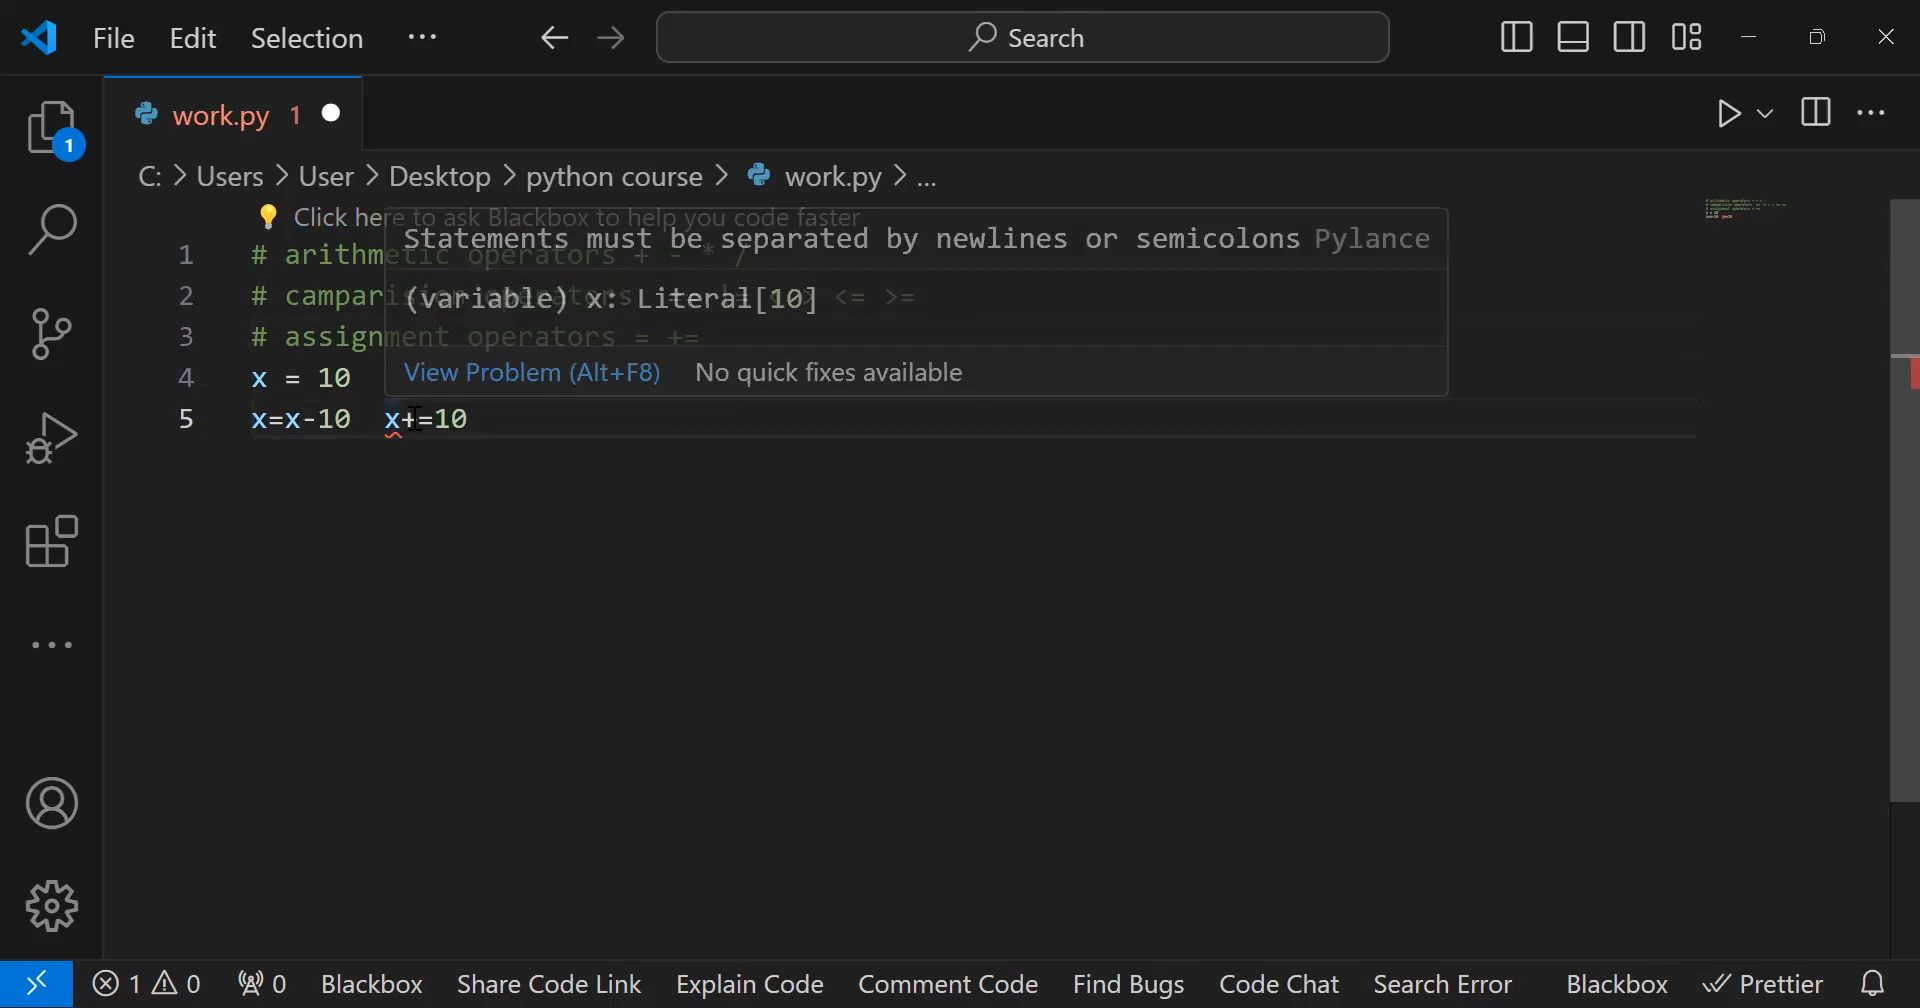 File Edit Selection ··· Search
work.py 1
C: > Users > User > Desktop > python course > work.py > ...
Click here to ask Blackbox to help you code faster
Statements must be separated by newlines or semicolons Pylance
1 # arithmetic operators + - * /
2 # camparision operators == != < > <= >=
(variable) x: Literal[10]
3 # assignment operators = +=
View Problem (Alt+F8) No quick fixes available
4 x = 10
5 x=x-10 x+=10
1
1 0 0 Blackbox Share Code Link Explain Code Comment Code Find Bugs Code Chat Search Error Blackbox Prettier